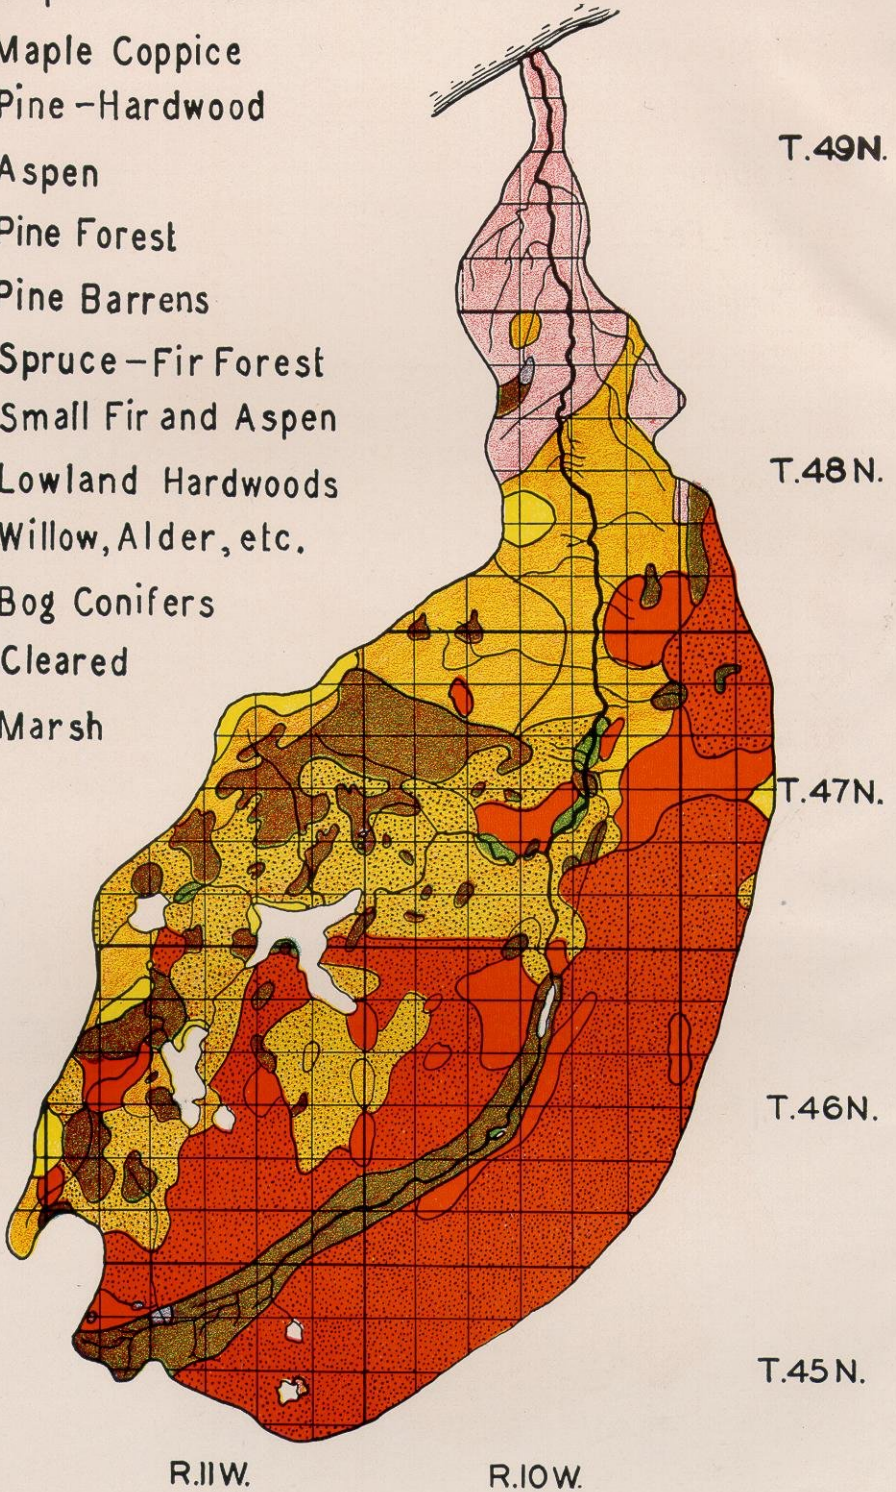 Maple Coppice
Pine-Hardwood
Aspen
Pine Forest
Pine Barrens
Spruce-Fir Forest
Small Fir and Aspen
Lowland Hardwoods
Willow, Alder, etc.
Bog Conifers
Cleared
Marsh
T.49N.
T.48N.
T.47N.
T.46N.
T.45N.
R.11W.
R.10W.